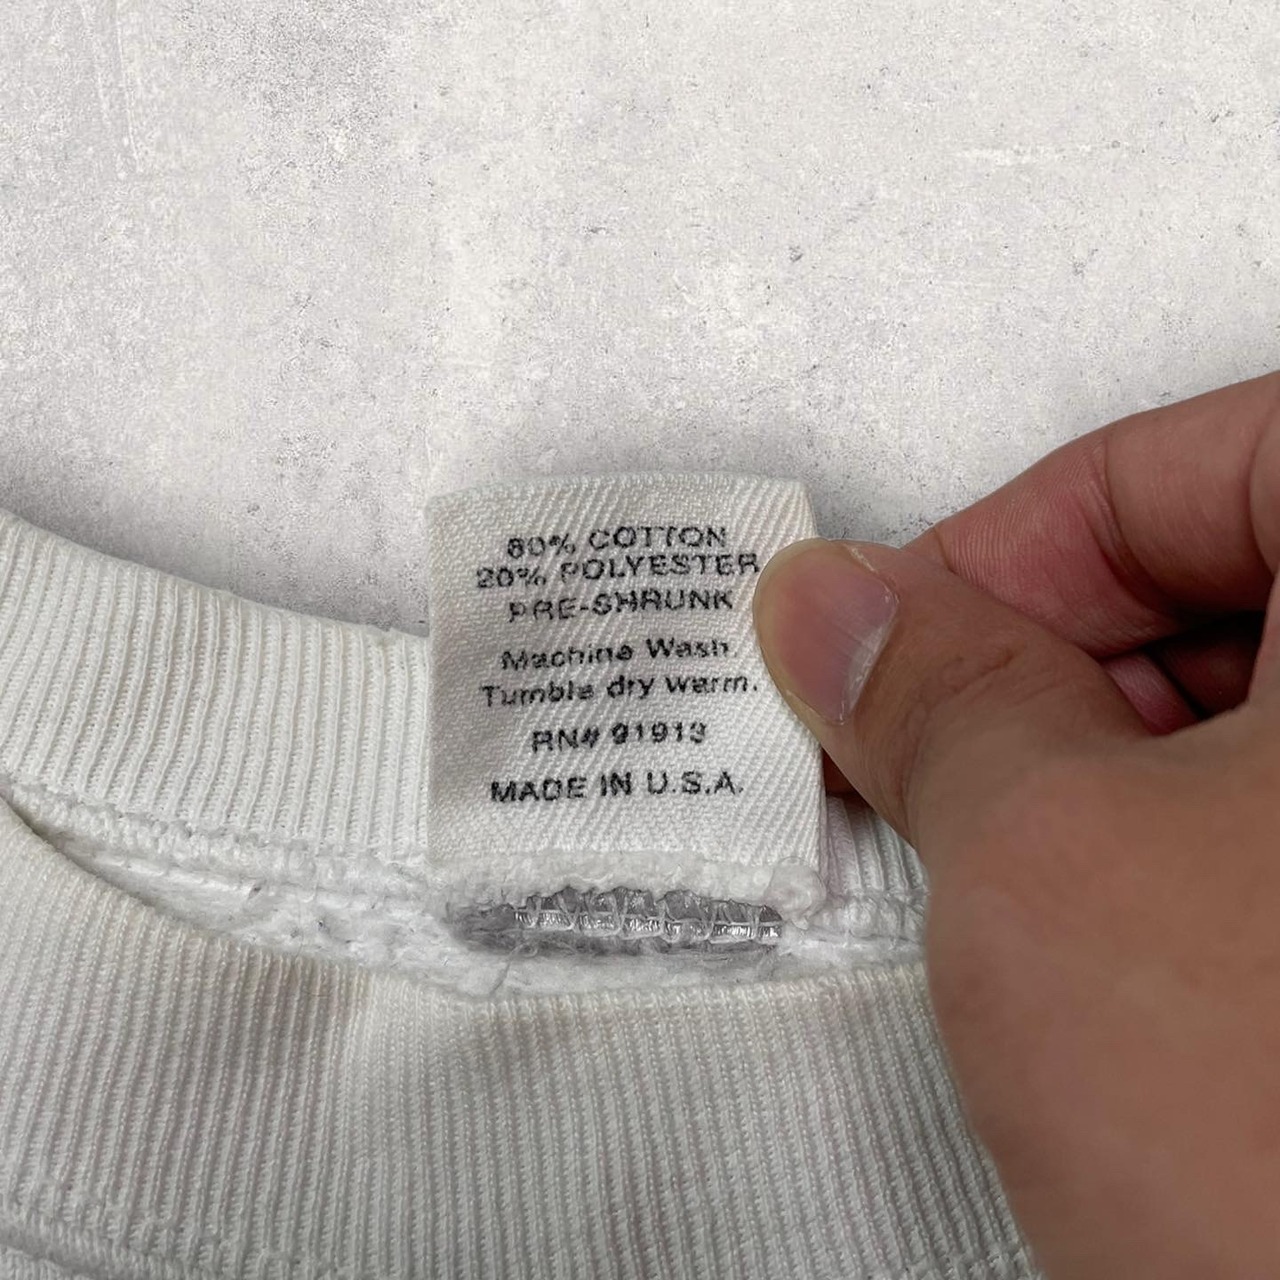 80% COTTON
20% POLYESTER
PRE-SHRUNK
Machine Wash.
Tumble dry warm.
RN# 91913
MADE IN U.S.A.